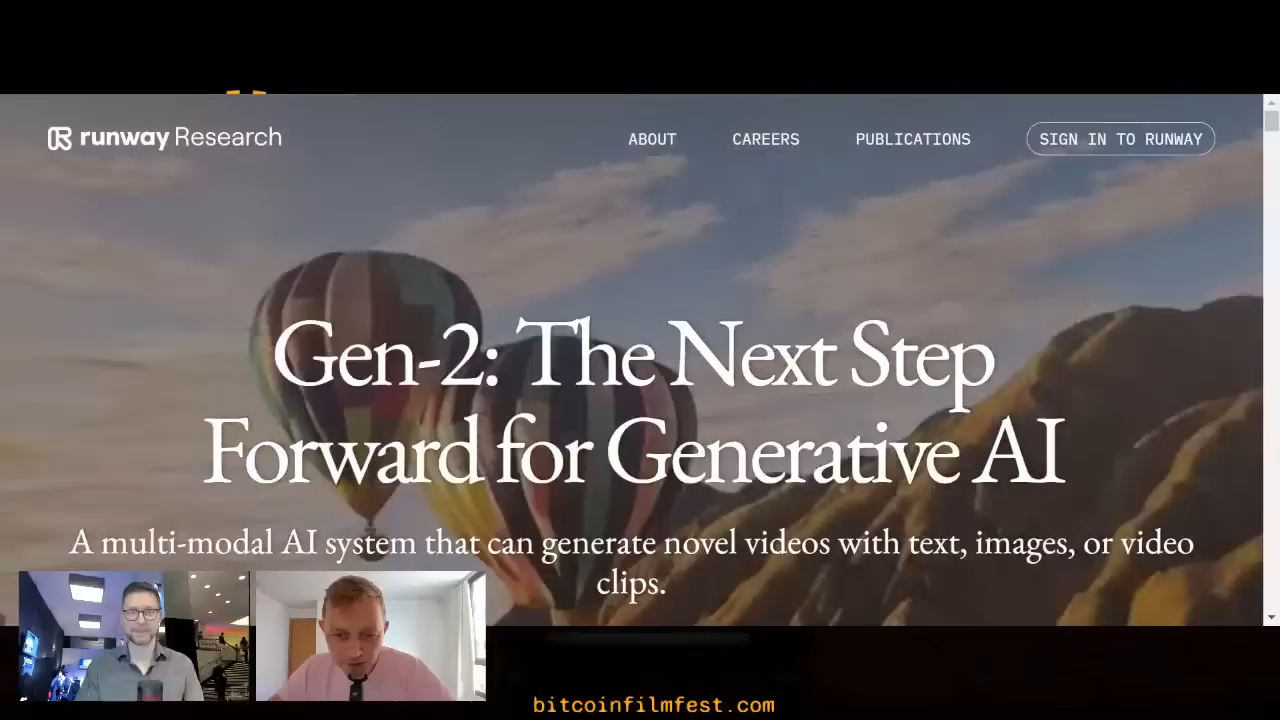 runway Research
ABOUT
CAREERS
PUBLICATIONS
SIGN IN TO RUNWAY
Gen-2: The Next Step
Forward for Generative AI
A multi-modal AI system that can generate novel videos with text, images, or video
clips.
bitcoinfilmfest.com